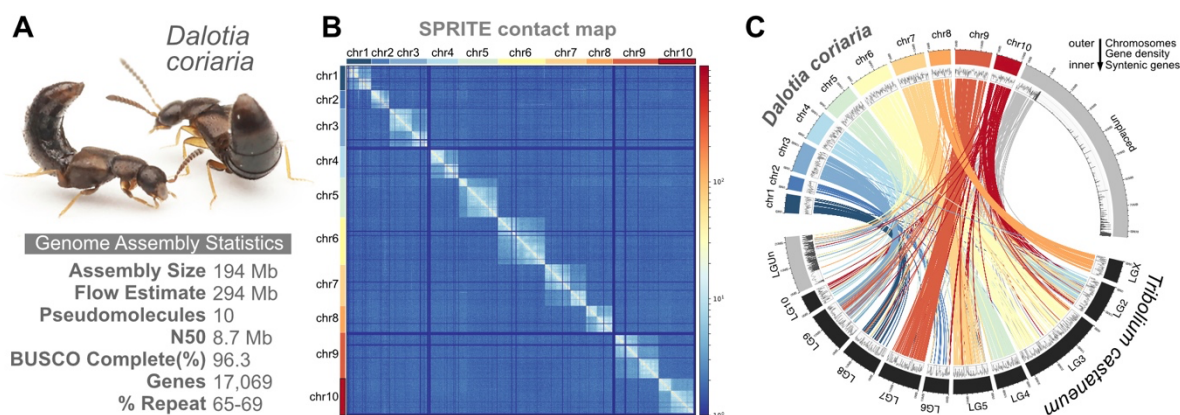 A
Dalotia
coriaria
Genome Assembly Statistics
Assembly Size 194 Mb
Flow Estimate 294 Mb
Pseudomolecules 10
N50 8.7 Mb
BUSCO Complete(%) 96.3
Genes 17,069
% Repeat 65-69
B
SPRITE contact map
chr1 chr2 chr3 chr4 chr5 chr6 chr7 chr8 chr9 chr10
chr1
chr2
chr3
chr4
chr5
chr6
chr7
chr8
chr9
chr10
10²
10¹
10⁰
C
Dalotia coriaria
outer Chromosomes
Gene density
inner Syntenic genes
chr1
chr2
chr3
chr4
chr5
chr6
chr7
chr8
chr9
chr10
unplaced
LGX
LG2
LG3
LG4
LG5
LG6
LG7
LG8
LG9
LG10
LGUn
Tribolium castaneum